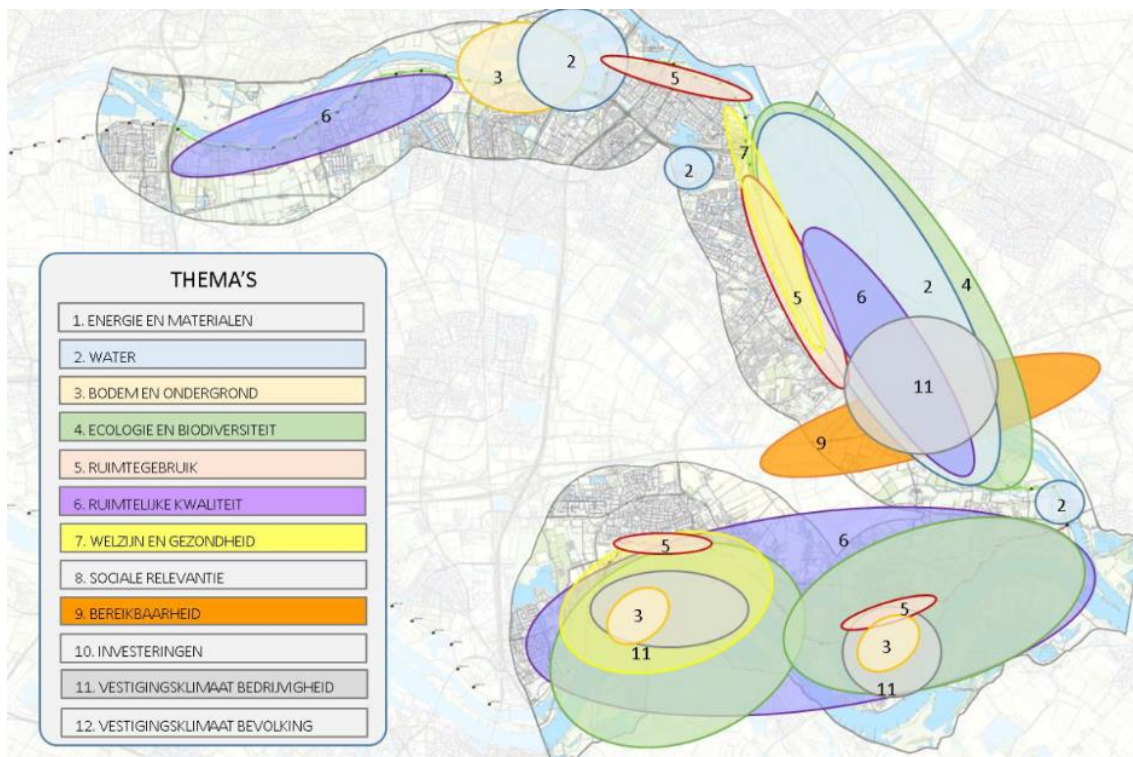 2
3
5
6
7
2
2
4
6
5
11
9
THEMA'S
1. ENERGIE EN MATERIALEN
2. WATER
3. BODEM EN ONDERGROND
4. ECOLOGIE EN BIODIVERSITEIT
5. RUIMTEGEBRUIK
6. RUIMTELIJKE KWALITEIT
7. WELZIJN EN GEZONDHEID
8. SOCIALE RELEVANTIE
9. BEREIKBAARHEID
10. INVESTERINGEN
11. VESTIGINGSKLIMAAT BEDRIJVIGHEID
12. VESTIGINGSKLIMAAT BEVOLKING
2
5
6
5
3
3
11
11